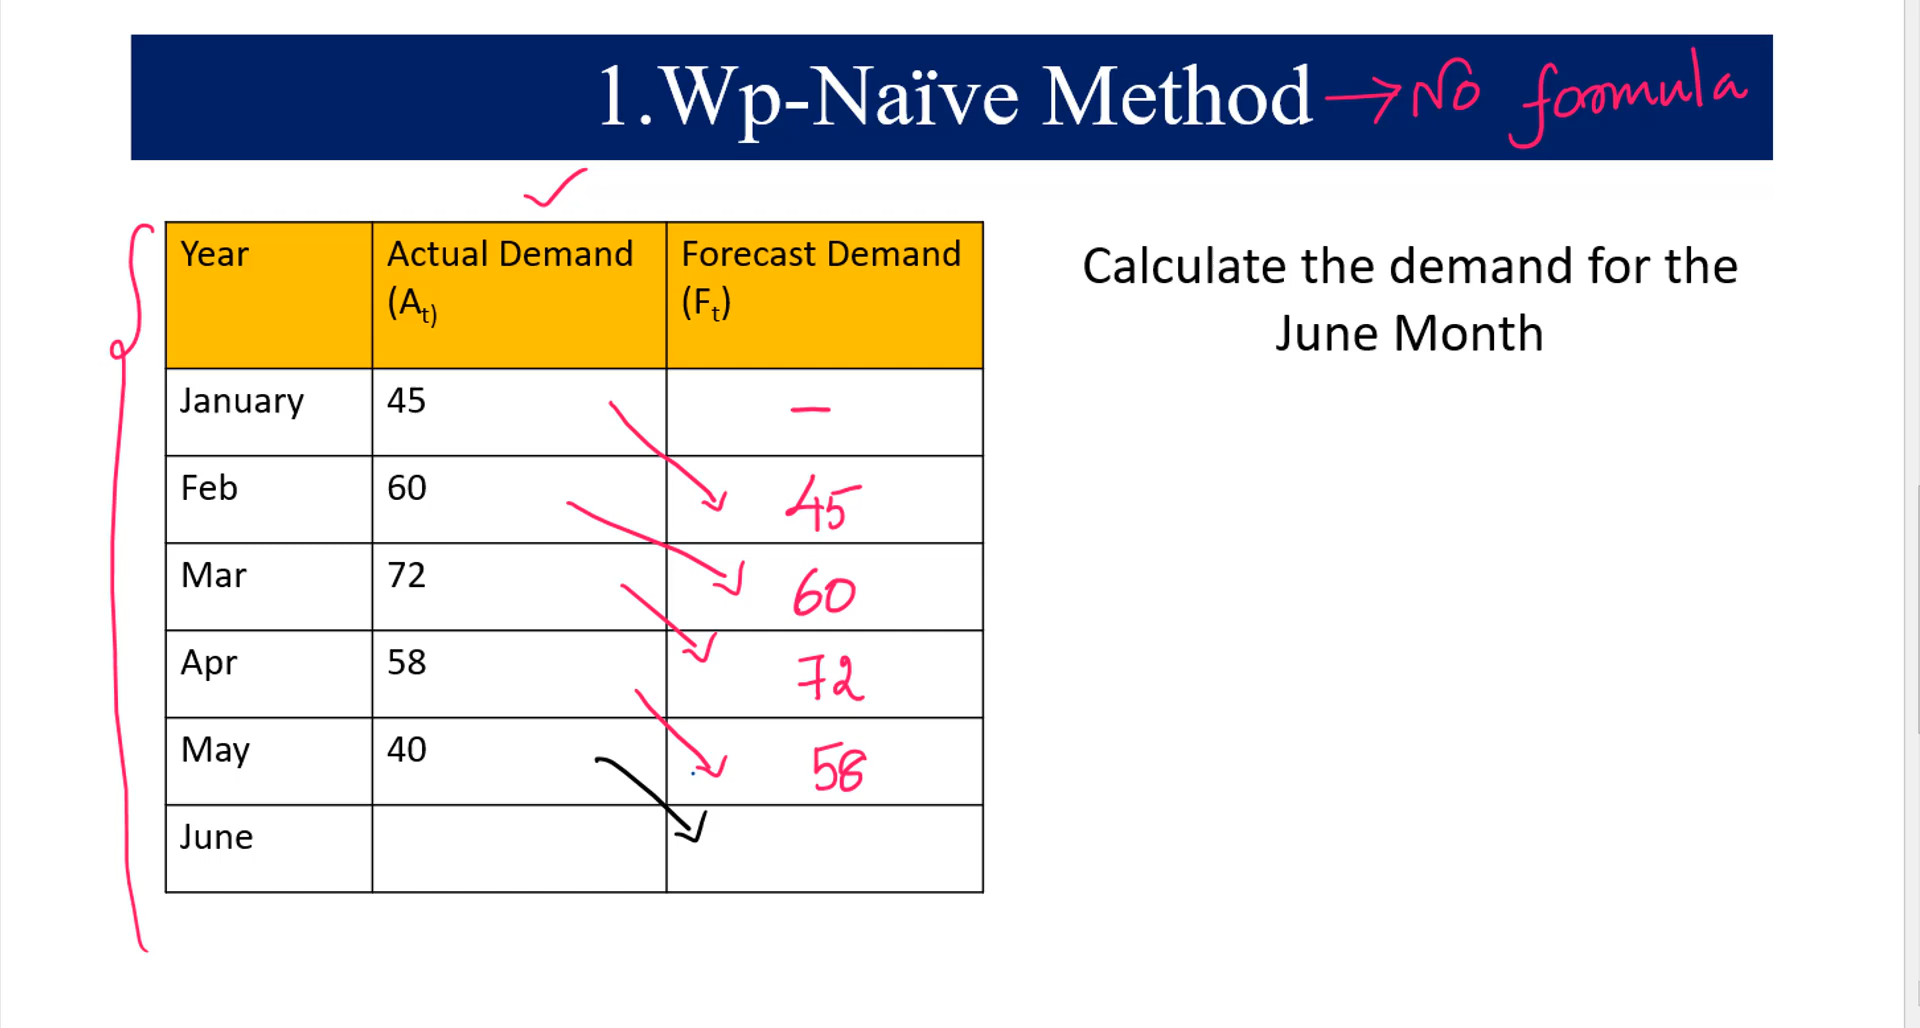 1.Wp-Naïve Method → No formula
Year Actual Demand (At) Forecast Demand (Ft)
January 45 —
Feb 60 45
Mar 72 60
Apr 58 72
May 40 58
June
Calculate the demand for the
June Month